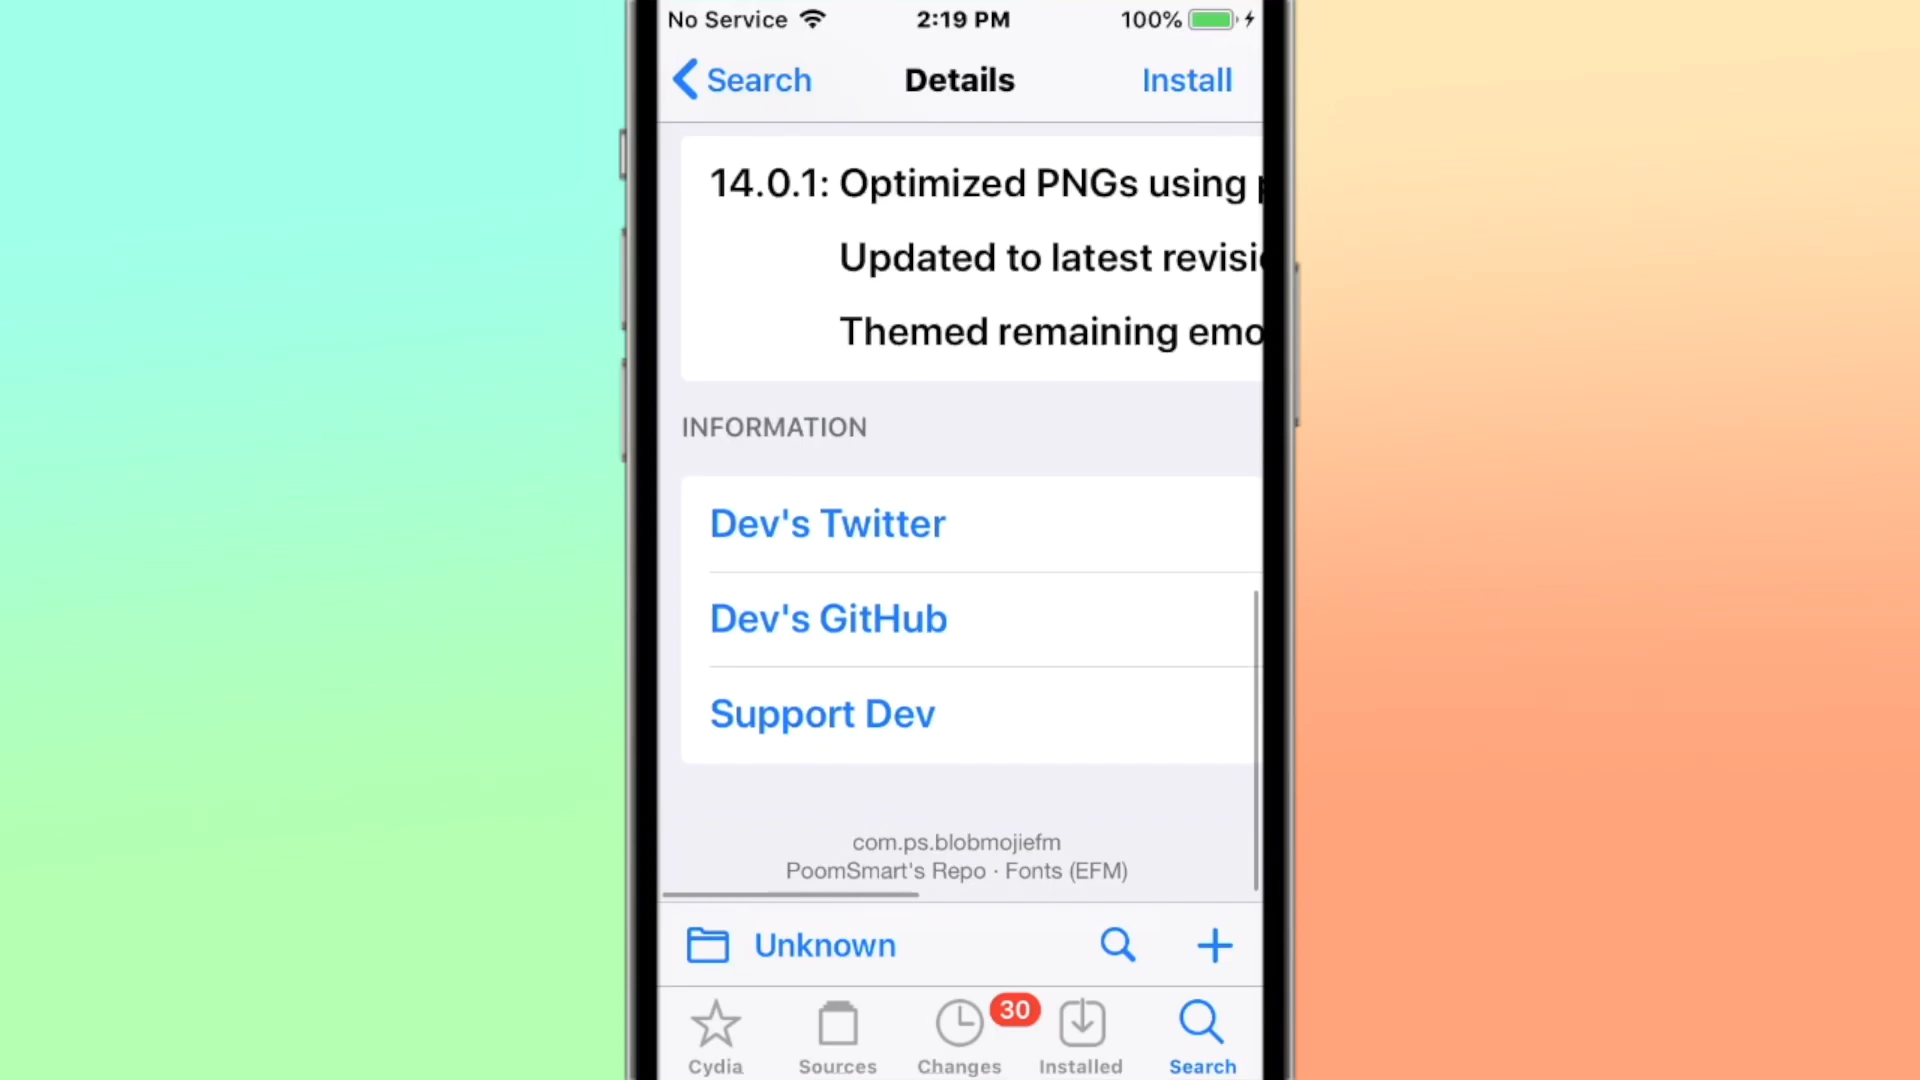 No Service 2:19 PM 100%
Search Details Install
14.0.1: Optimized PNGs using
Updated to latest
Themed remaining
INFORMATION
Dev's Twitter
Dev's GitHub
Support Dev
com.ps.blobmojiefm
PoomSmart's Repo · Fonts (EFM)
Unknown
30
Cydia Sources Changes Installed Search